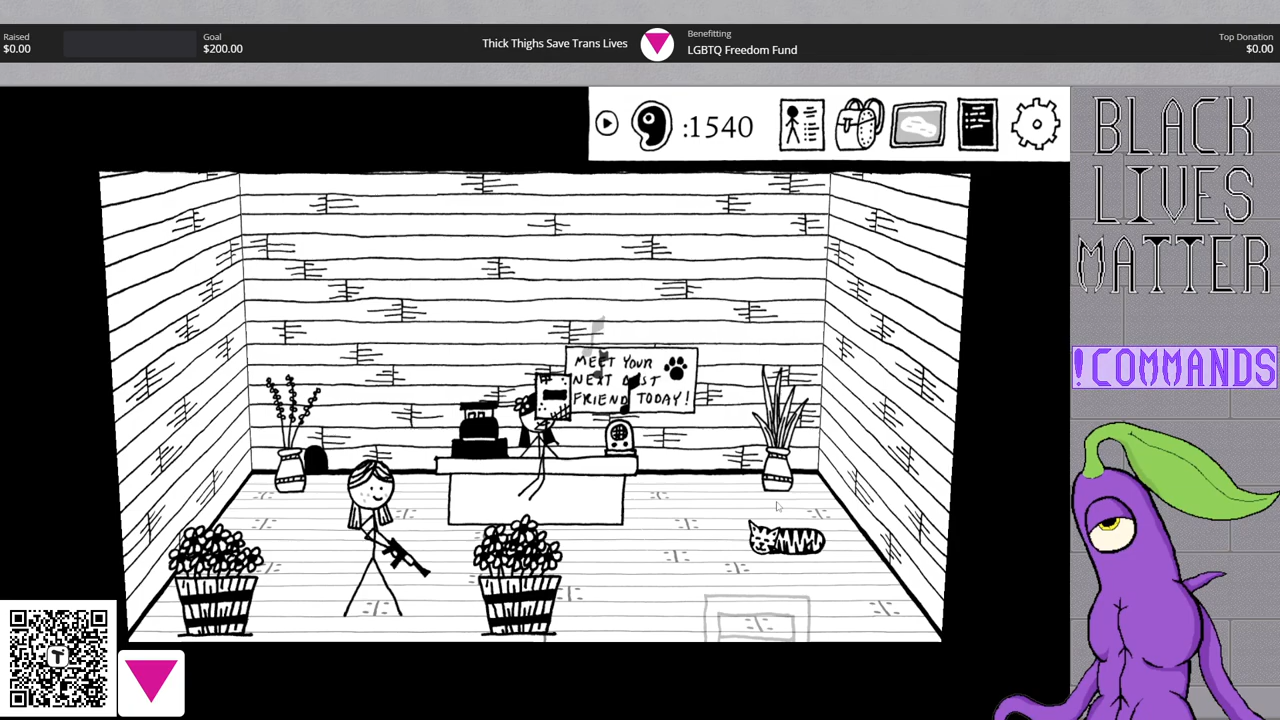 Raised
$0.00
Goal
$200.00
Thick Thighs Save Trans Lives
Benefitting
LGBTQ Freedom Fund
Top Donation
$0.00
:1540
BLACK
LIVES
MATTER
!COMMANDS
MEET YOUR
NEXT BEST
FRIEND TODAY!
T